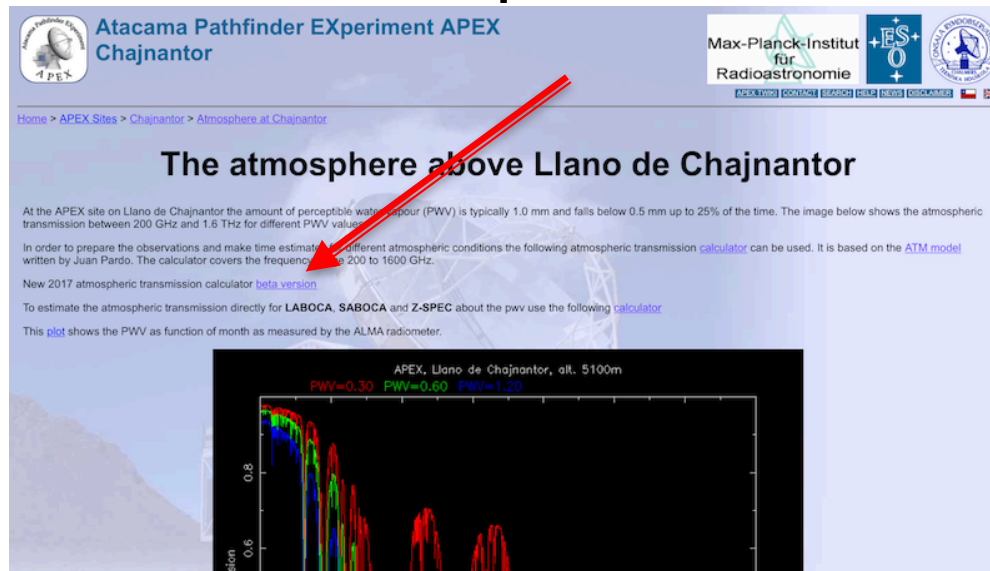 Atacama Pathfinder EXperiment APEX
Chajnantor
APEX
Max-Planck-Institut
für
Radioastronomie
ES
O
APEX TWIKI CONTACT SEARCH HELP NEWS DISCLAIMER
Home > APEX Sites > Chajnantor > Atmosphere at Chajnantor
The atmosphere above Llano de Chajnantor
At the APEX site on Llano de Chajnantor the amount of perceptible water vapour (PWV) is typically 1.0 mm and falls below 0.5 mm up to 25% of the time. The image below shows the atmospheric
transmission between 200 GHz and 1.6 THz for different PWV values
In order to prepare the observations and make time estimates different atmospheric conditions the following atmospheric transmission calculator can be used. It is based on the ATM model
written by Juan Pardo. The calculator covers the frequency 200 to 1600 GHz.
New 2017 atmospheric transmission calculator beta version
To estimate the atmospheric transmission directly for LABOCA, SABOCA and Z-SPEC about the pwv use the following calculator
This plot shows the PWV as function of month as measured by the ALMA radiometer.
APEX, Llano de Chajnantor, alt. 5100m
PWV=0.30 PWV=0.60 PWV=1.20
0.8
0.6